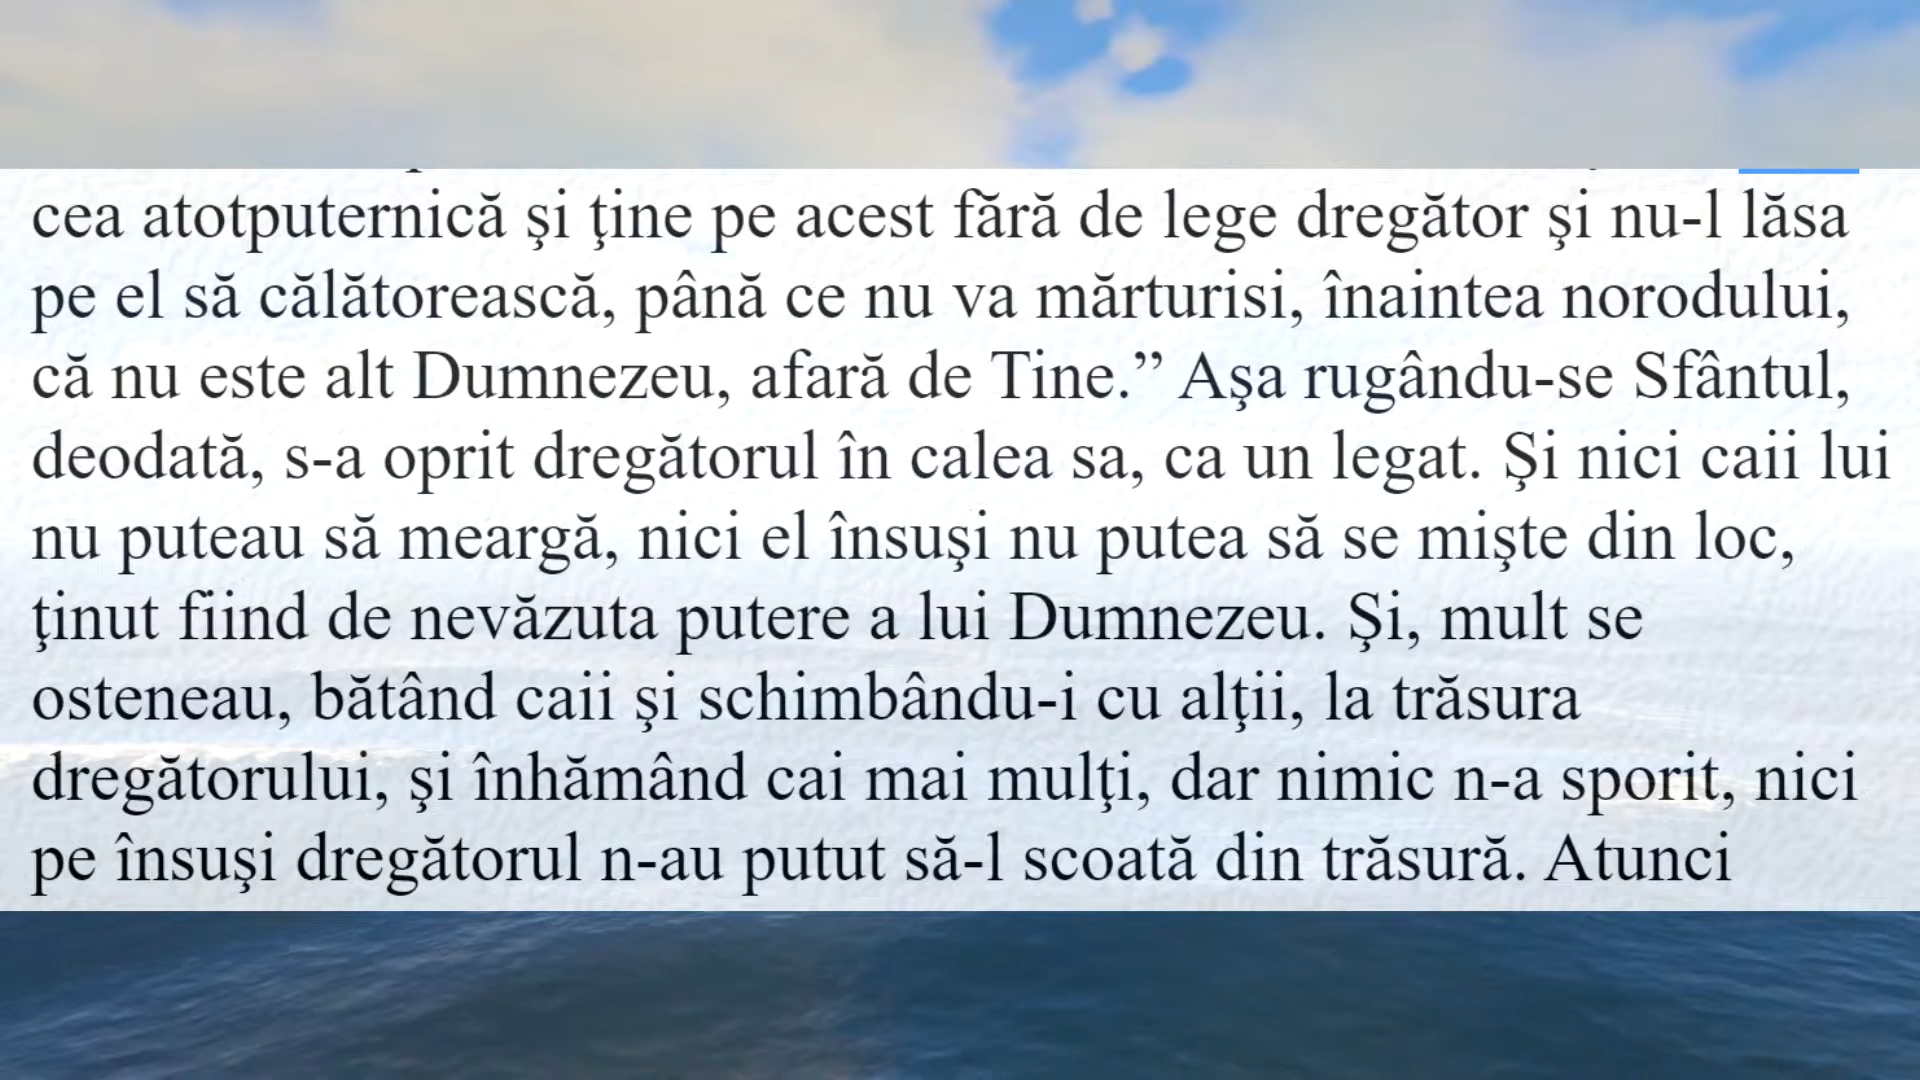 cea atotputernică şi ţine pe acest fără de lege dregător şi nu-l lăsa
pe el să călătorească, până ce nu va mărturisi, înaintea norodului,
că nu este alt Dumnezeu, afară de Tine.” Aşa rugându-se Sfântul,
deodată, s-a oprit dregătorul în calea sa, ca un legat. Şi nici caii lui
nu puteau să meargă, nici el însuşi nu putea să se mişte din loc,
ţinut fiind de nevăzuta putere a lui Dumnezeu. Şi, mult se
osteneau, bătând caii şi schimbându-i cu alţii, la trăsura
dregătorului, şi înhămând cai mai mulţi, dar nimic n-a sporit, nici
pe însuşi dregătorul n-au putut să-l scoată din trăsură. Atunci